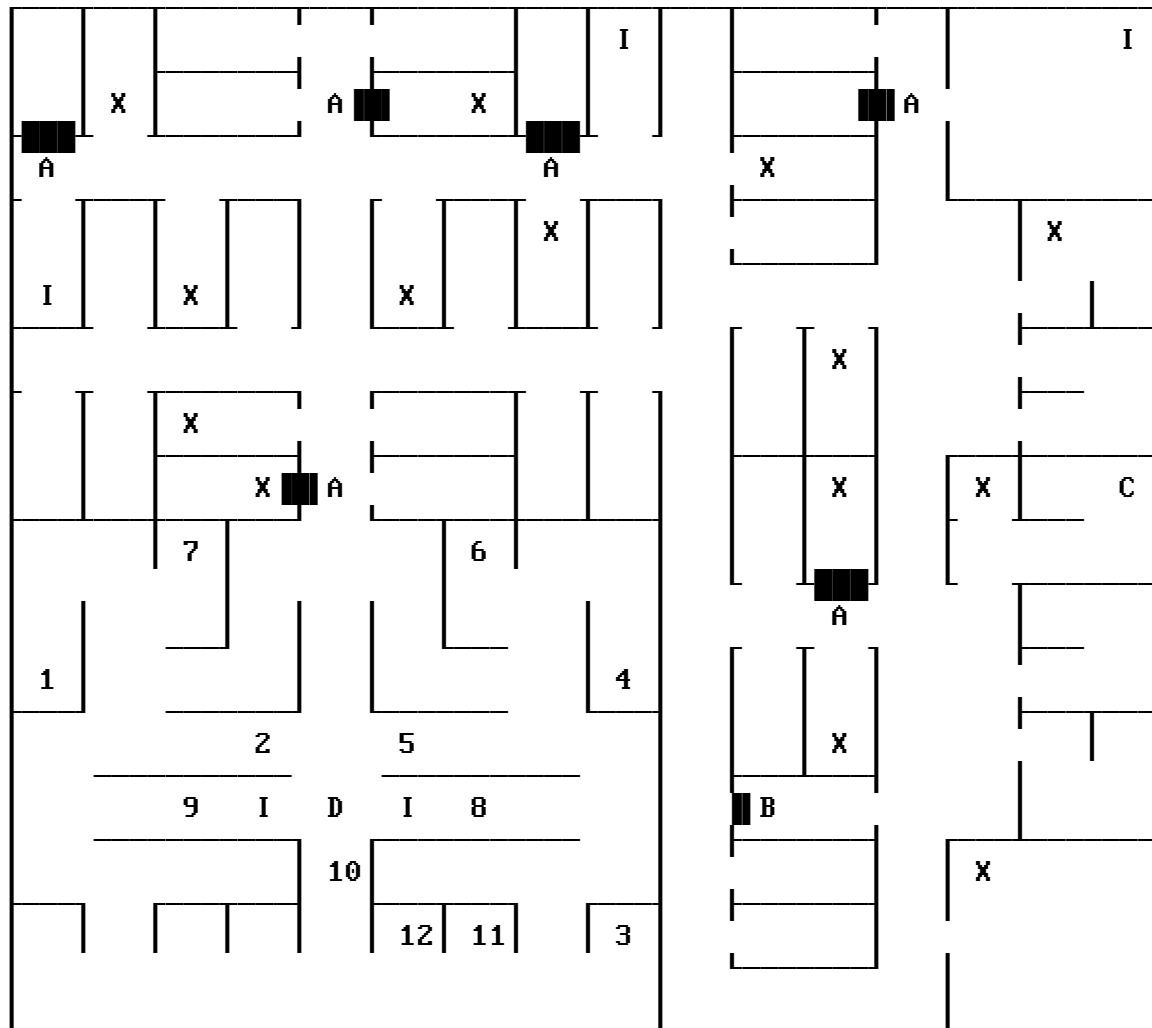 I I
X A X A
A A X
X X
I X X
X
X
X A X X C
7 6
A
1 4
2 5 X
9 I D I 8 B
10 X
12 11 3